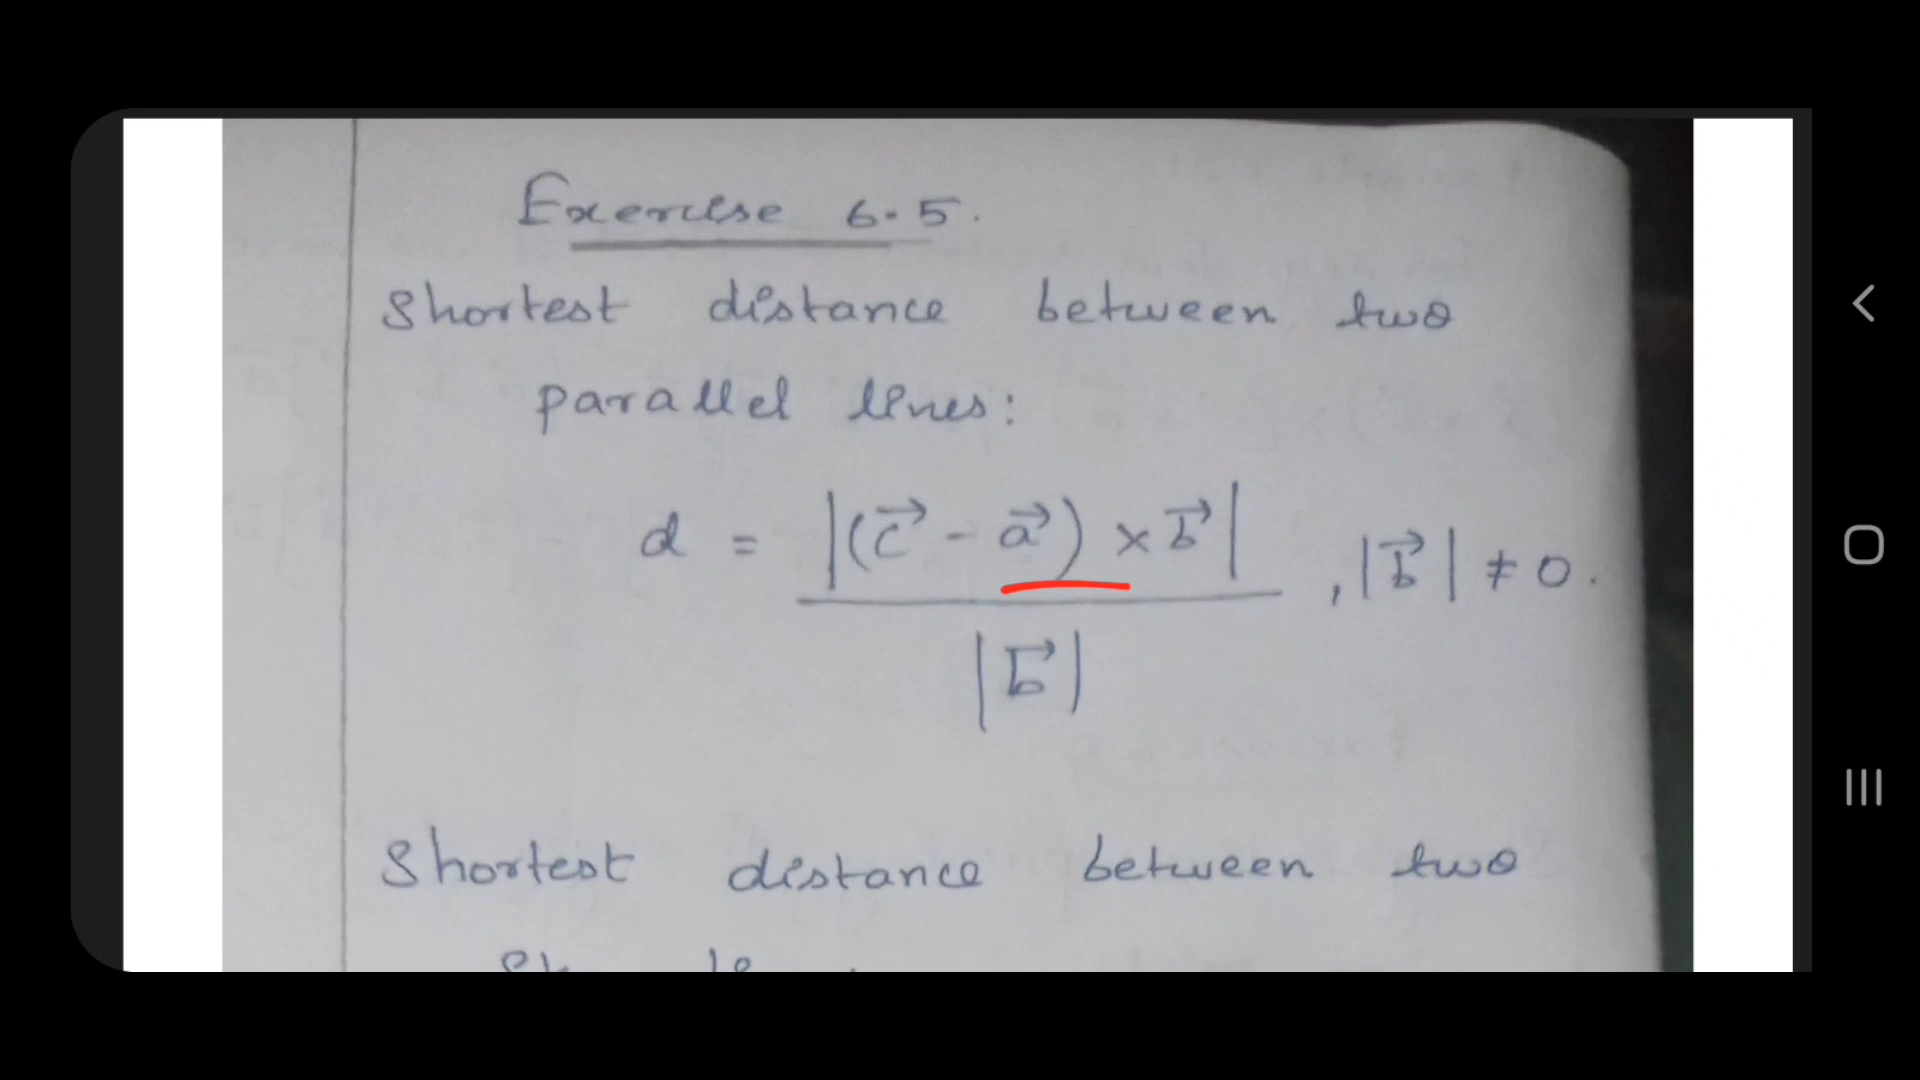 Exercise 6.5.
Shortest distance between two
parallel lines:
d = |(c⃗ - a⃗) × b⃗| / |b⃗| , |b⃗| ≠ 0.
Shortest distance between two